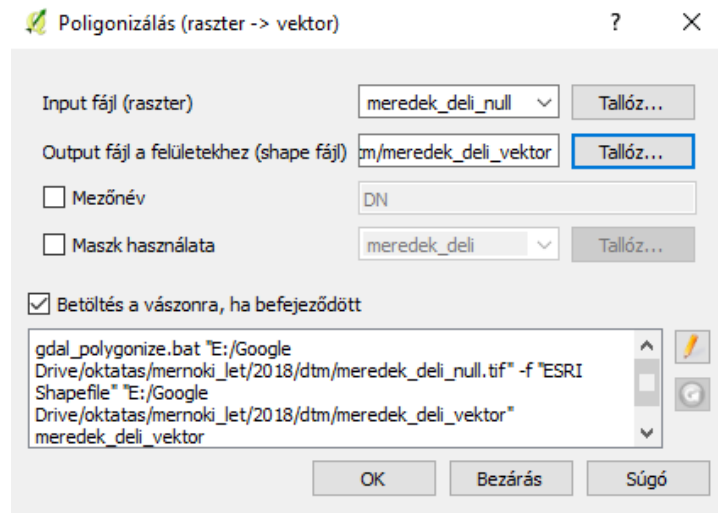 Poligonizálás (raszter -> vektor)
?
Input fájl (raszter)
meredek_deli_null
Tallóz...
Output fájl a felületekhez (shape fájl)
tm/meredek_deli_vektor
Tallóz...
Mezőnév
DN
Maszk használata
meredek_deli
Tallóz...
Betöltés a vászonra, ha befejeződött
gdal_polygonize.bat "E:/Google
Drive/oktatas/mernoki_let/2018/dtm/meredek_deli_null.tif" -f "ESRI
Shapefile" "E:/Google
Drive/oktatas/mernoki_let/2018/dtm/meredek_deli_vektor"
meredek_deli_vektor
OK
Bezárás
Súgó